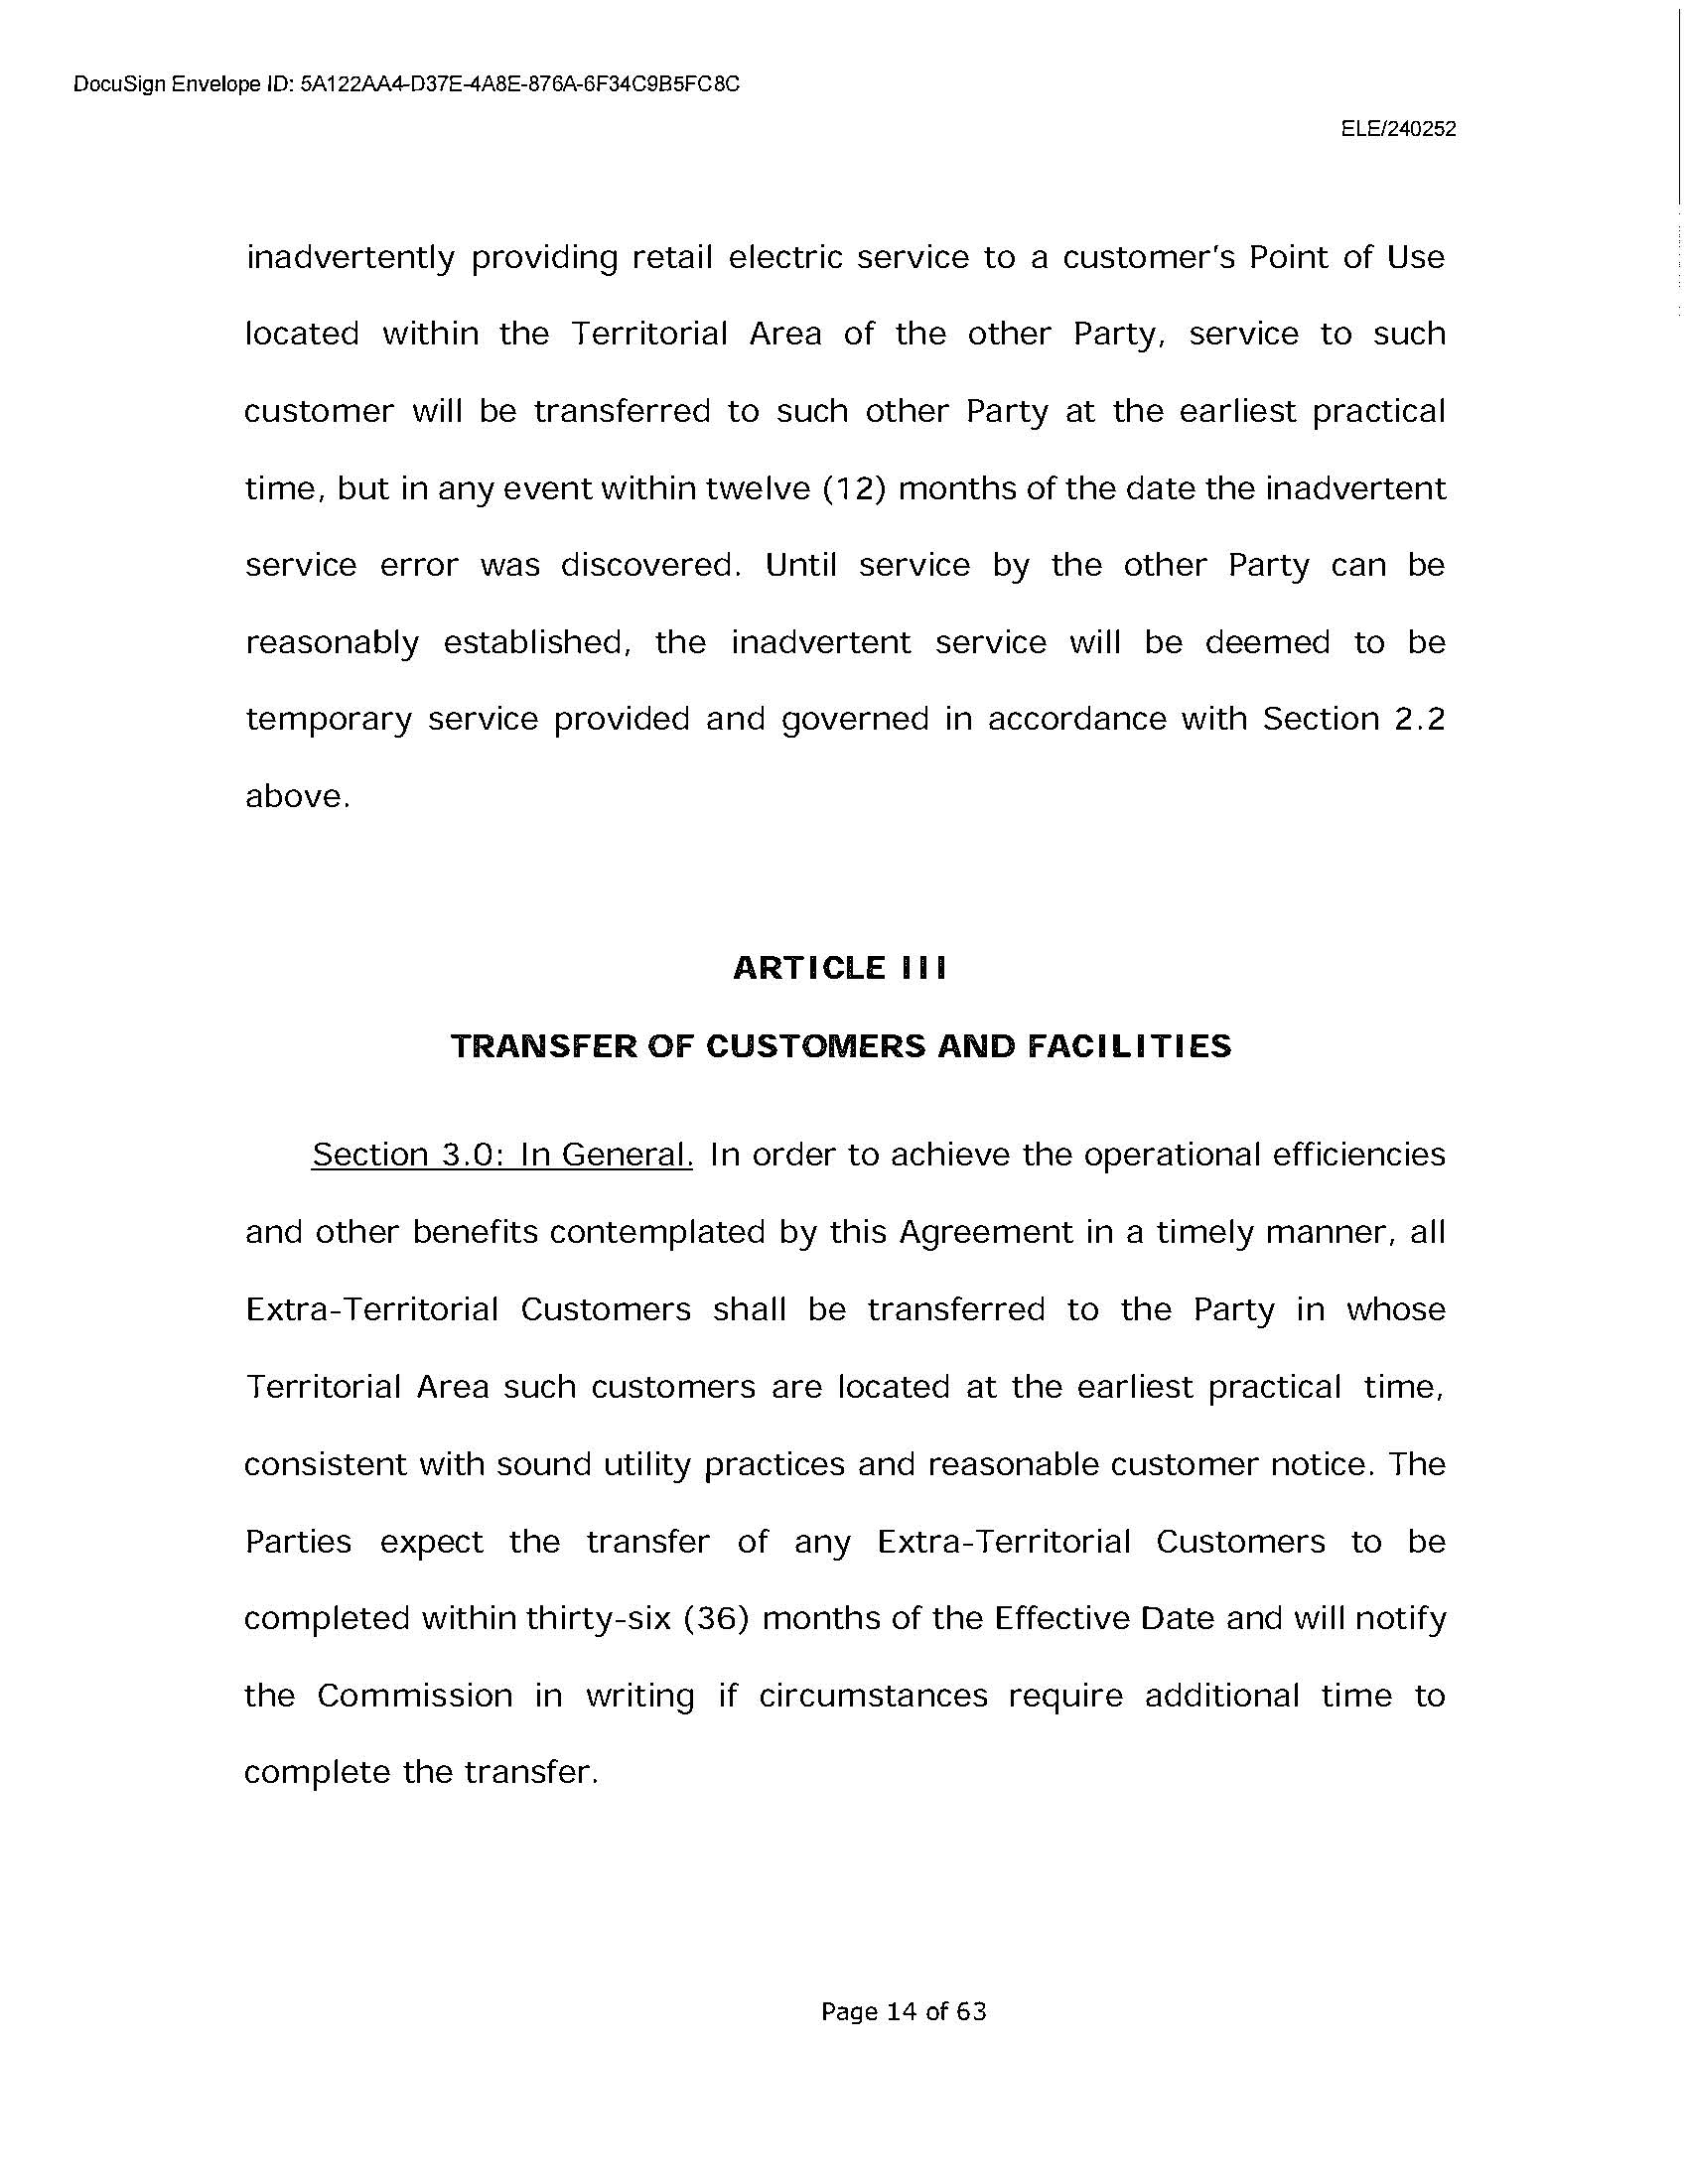 DocuSign Envelope ID: 5A122AA4-D37E-4A8E-876A-6F34C9B5FC8C
ELE/240252
inadvertently providing retail electric service to a customer's Point of Use
located within the Territorial Area of the other Party, service to such
customer will be transferred to such other Party at the earliest practical
time, but in any event within twelve (12) months of the date the inadvertent
service error was discovered. Until service by the other Party can be
reasonably established, the inadvertent service will be deemed to be
temporary service provided and governed in accordance with Section 2.2
above.
ARTICLE III
TRANSFER OF CUSTOMERS AND FACILITIES
Section 3.0: In General. In order to achieve the operational efficiencies
and other benefits contemplated by this Agreement in a timely manner, all
Extra-Territorial Customers shall be transferred to the Party in whose
Territorial Area such customers are located at the earliest practical time,
consistent with sound utility practices and reasonable customer notice. The
Parties expect the transfer of any Extra-Territorial Customers to be
completed within thirty-six (36) months of the Effective Date and will notify
the Commission in writing if circumstances require additional time to
complete the transfer.
Page 14 of 63